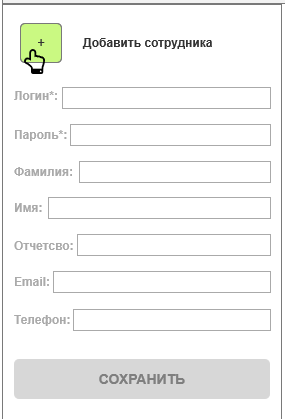 +
Добавить сотрудника
Логин*:
Пароль*:
Фамилия:
Имя:
Отчетсво:
Email:
Телефон:
СОХРАНИТЬ